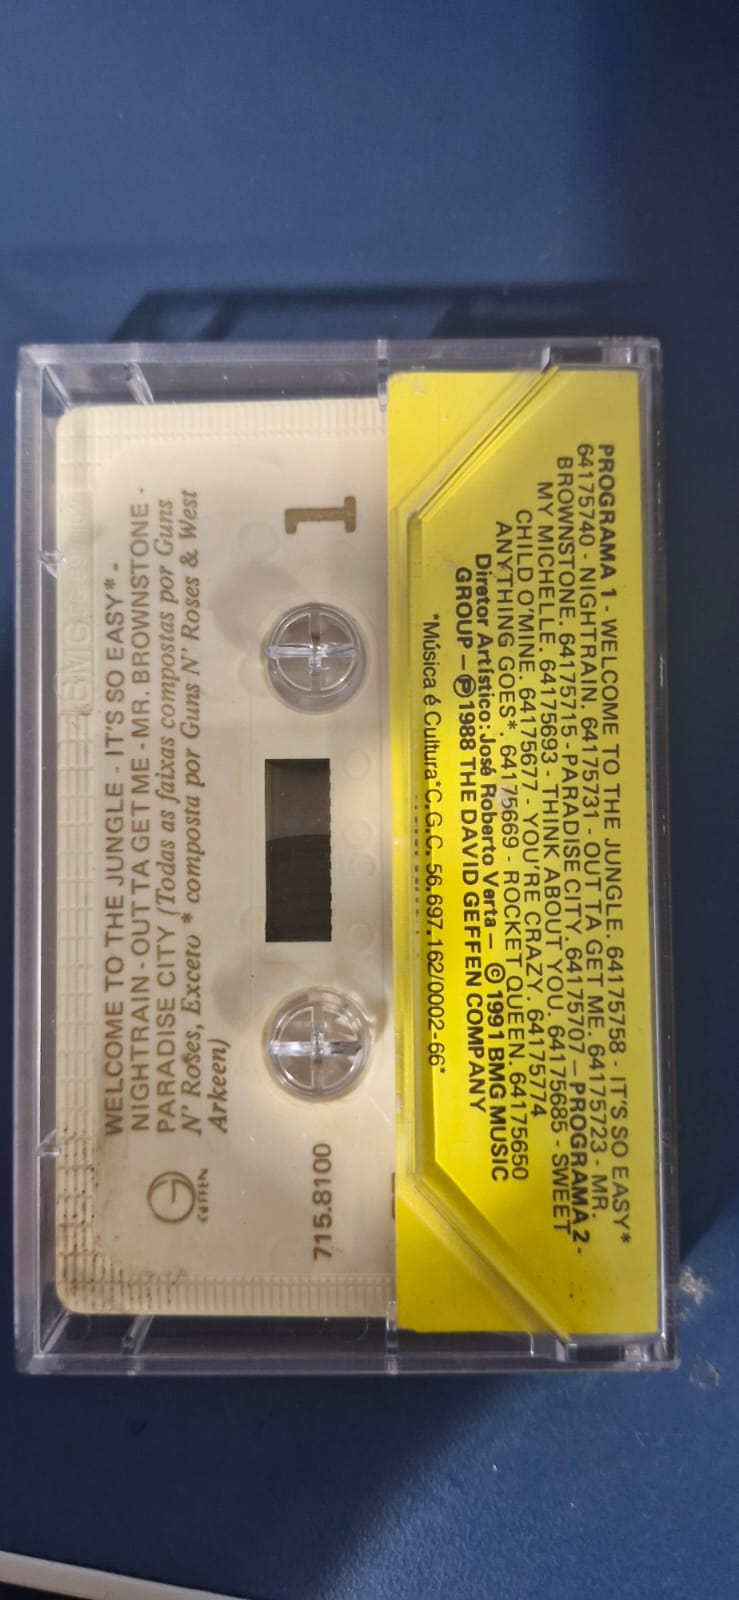 PROGRAMA 1 - WELCOME TO THE JUNGLE. 64175758 - IT'S SO EASY*
64175740 - NIGHTRAIN. 64175731 - OUT TA GET ME. 64175723 - MR.
BROWNSTONE. 64175715 - PARADISE CITY. 64175707 - PROGRAMA 2 -
MY MICHELLE. 64175693 - THINK ABOUT YOU. 64175685 - SWEET
CHILD O'MINE. 64175677 - YOU'RE CRAZY. 64175774
ANYTHING GOES*. 64175669 - ROCKET QUEEN. 64175650
Diretor Artístico: José Roberto Verta - © 1991 BMG MUSIC
GROUP - ℗ 1988 THE DAVID GEFFEN COMPANY
*Música é Cultura*C.G.C. 56.697.162/0002-66*
BMG
WELCOME TO THE JUNGLE - IT'S SO EASY* -
NIGHTRAIN - OUT TA GET ME - MR. BROWNSTONE -
PARADISE CITY (Todas as faixas compostas por Guns
N' Roses, Exceto * composta por Guns N' Roses & West
Arkeen)
1
GEFFEN
715.8100